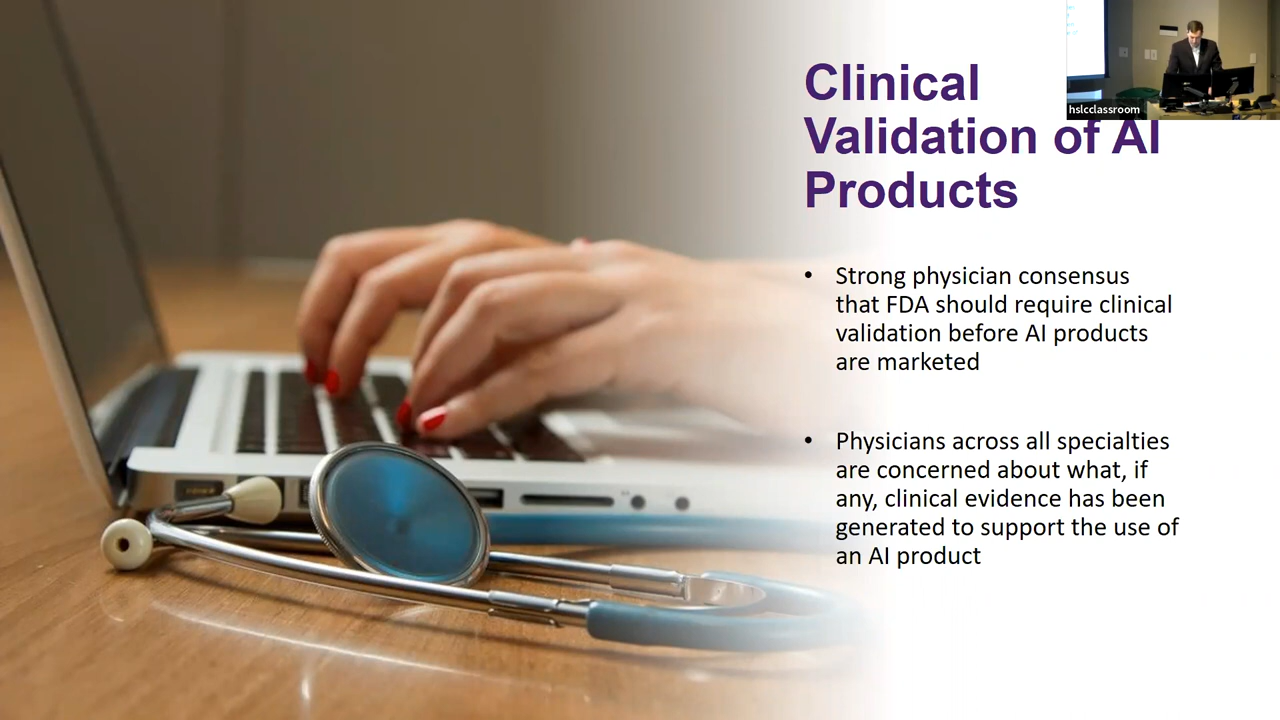 Clinical
Validation of AI
Products
hslcclassroom
• Strong physician consensus
that FDA should require clinical
validation before AI products
are marketed
• Physicians across all specialties
are concerned about what, if
any, clinical evidence has been
generated to support the use of
an AI product